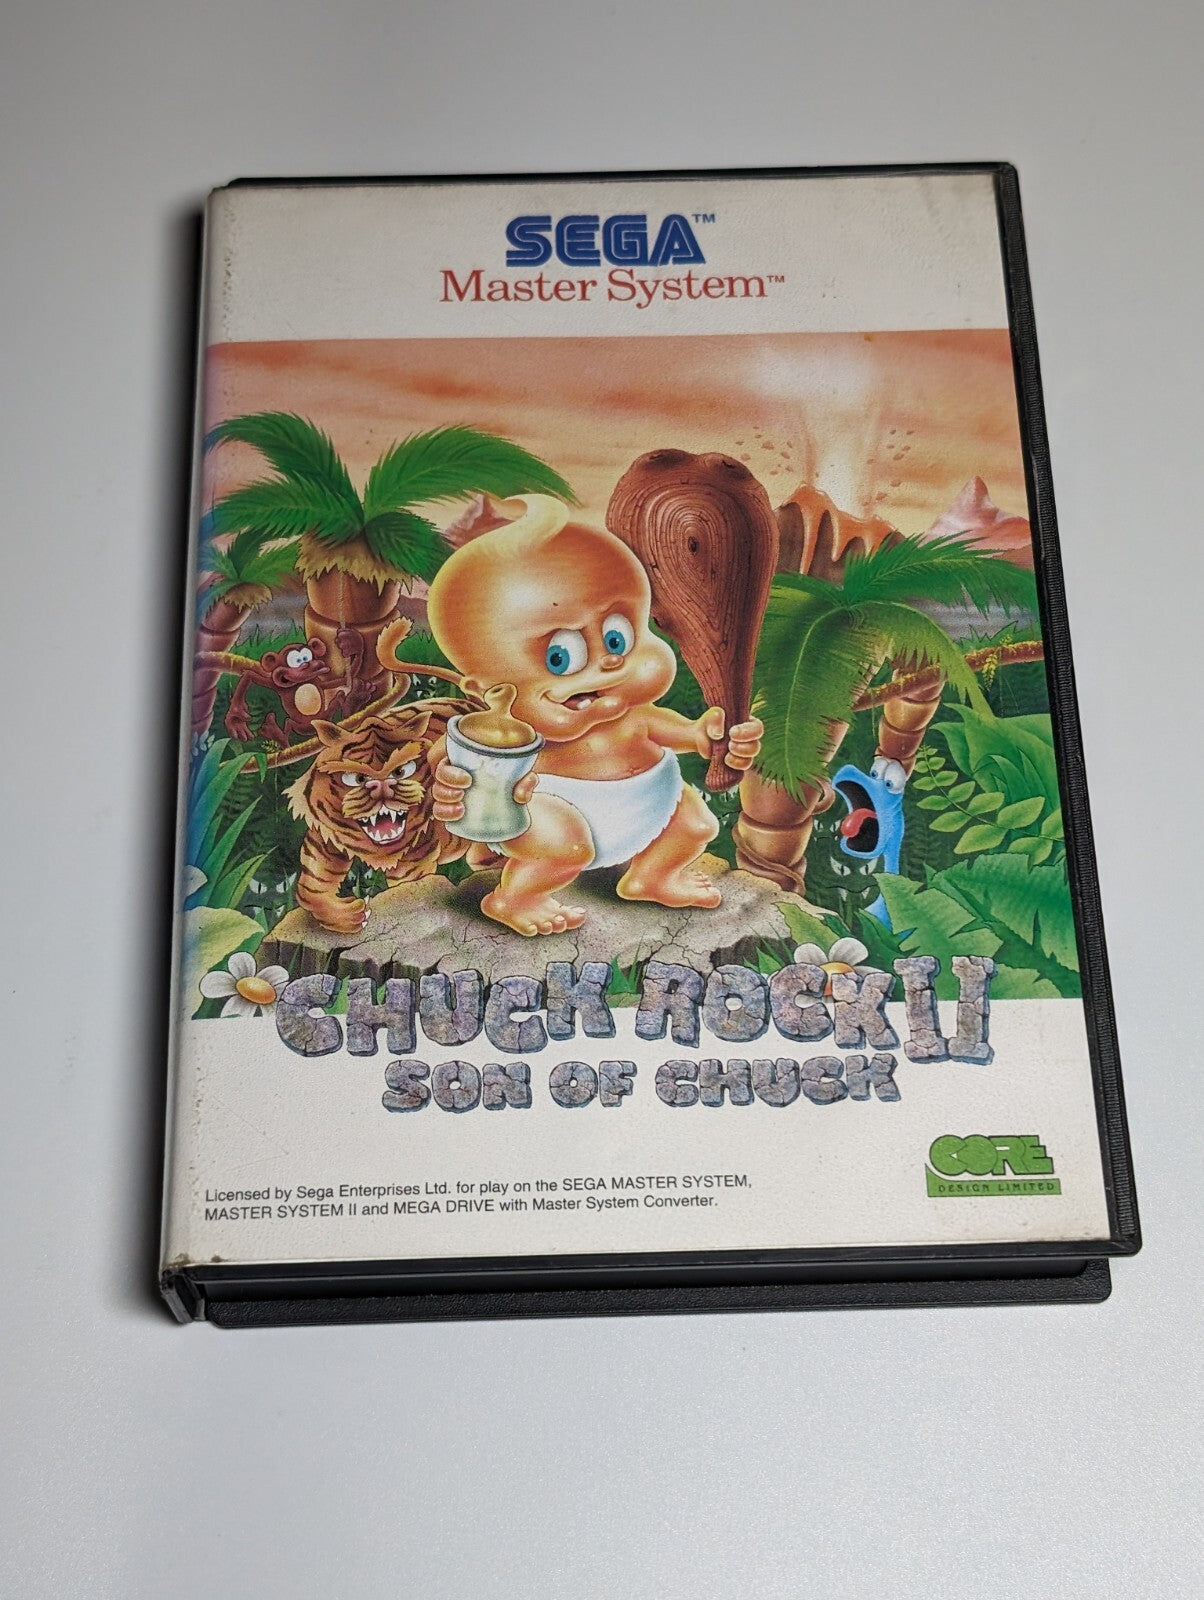 SEGA™
Master System™
CHUCK ROCK II
SON OF CHUCK
CORE
DESIGN LIMITED
Licensed by Sega Enterprises Ltd. for play on the SEGA MASTER SYSTEM,
MASTER SYSTEM II and MEGA DRIVE with Master System Converter.